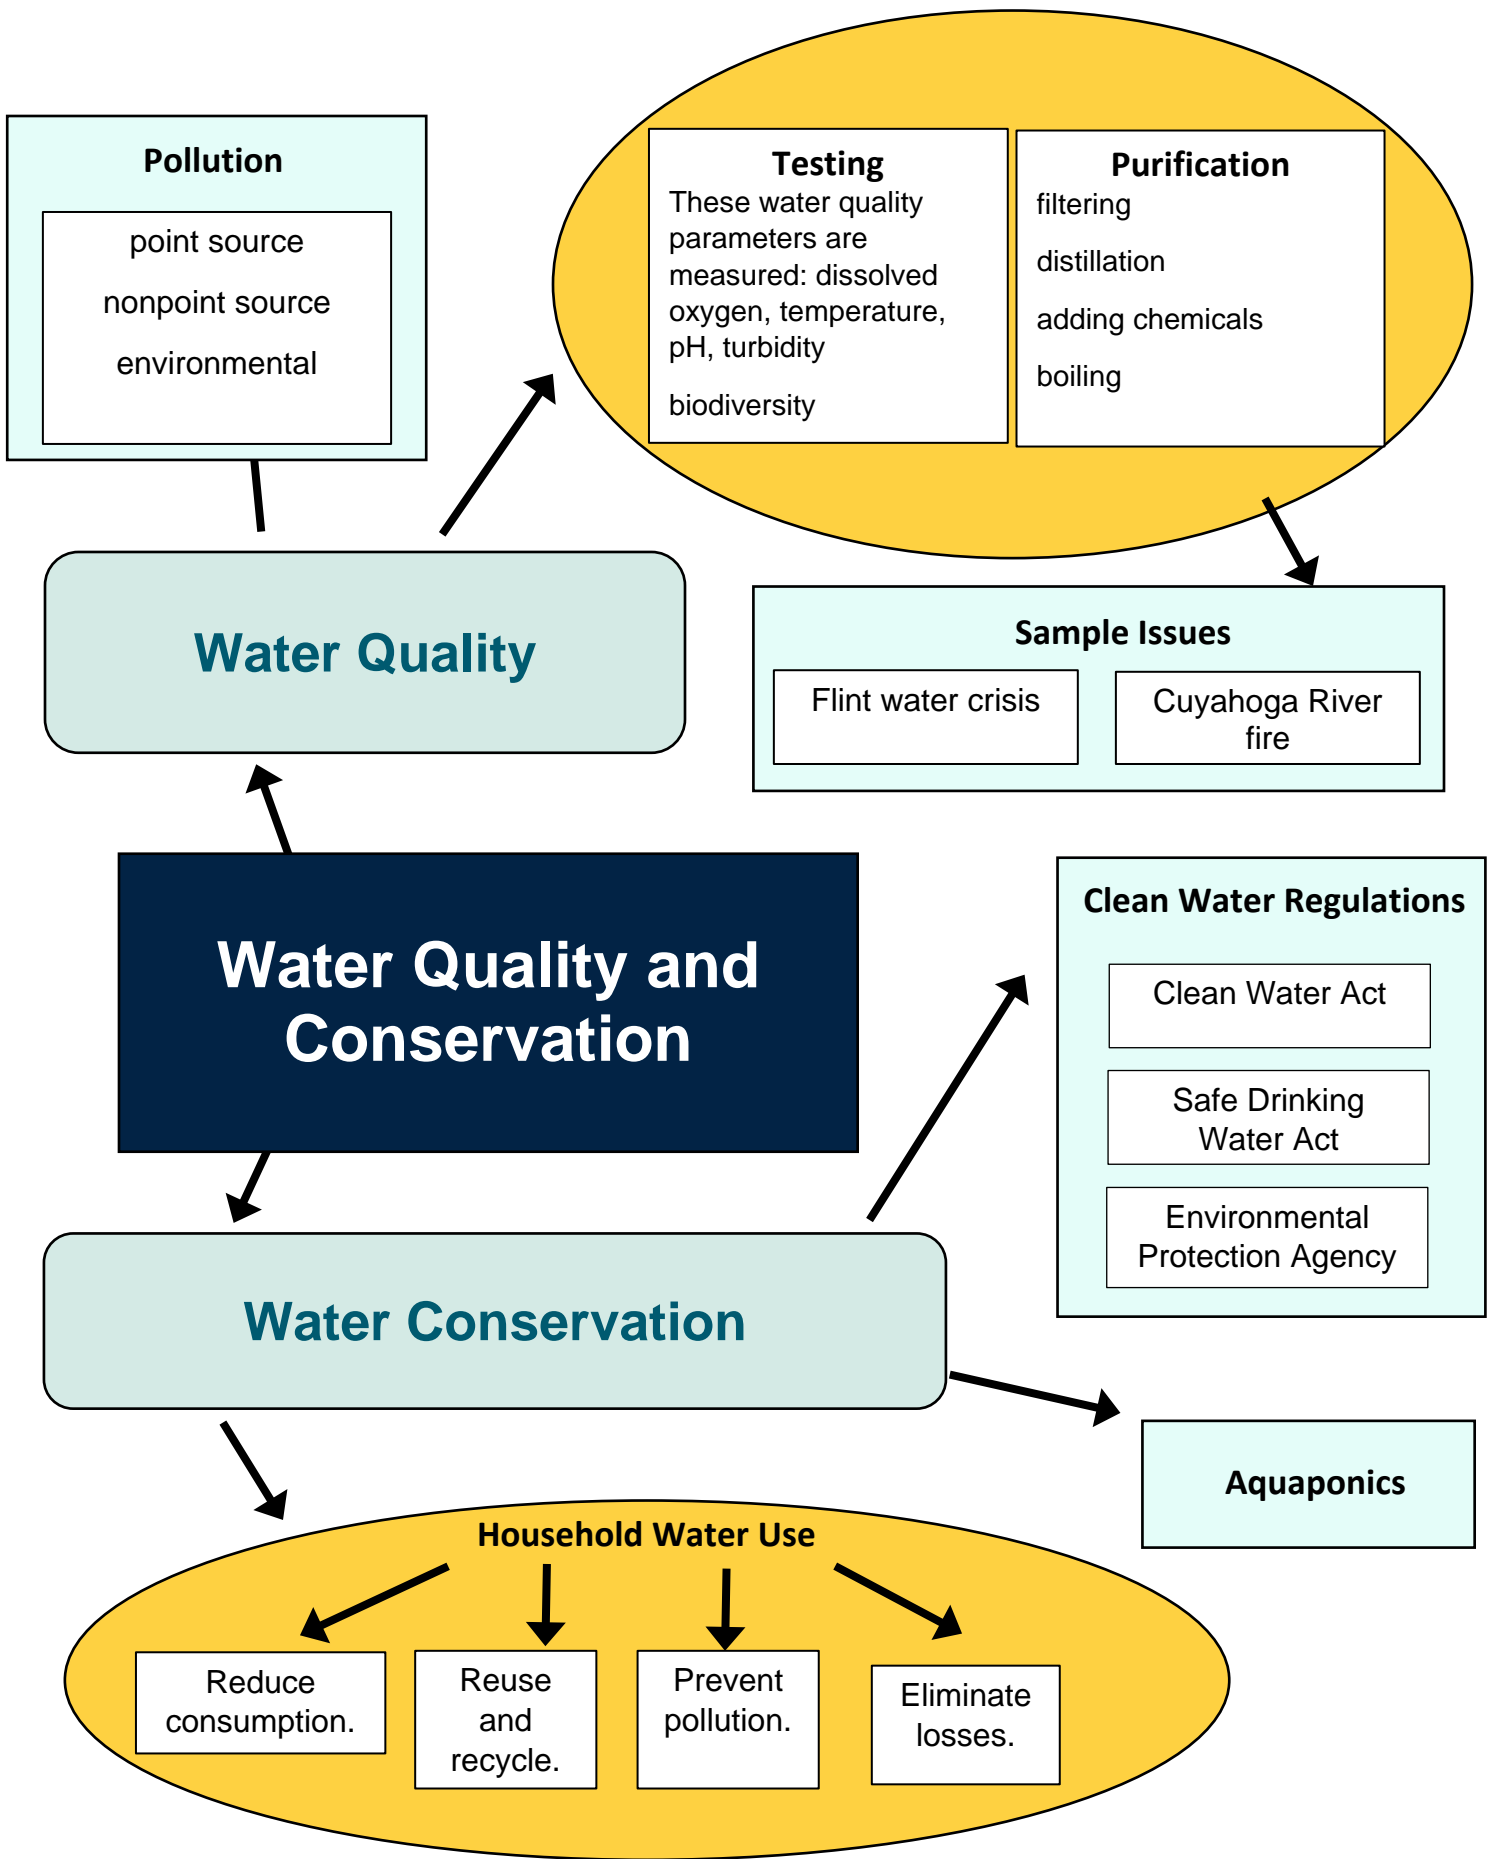 Pollution
point source
nonpoint source
environmental
Testing
These water quality
parameters are
measured: dissolved
oxygen, temperature,
pH, turbidity
biodiversity
Purification
filtering
distillation
adding chemicals
boiling
Water Quality
Sample Issues
Flint water crisis
Cuyahoga River
fire
Water Quality and
Conservation
Clean Water Regulations
Clean Water Act
Safe Drinking
Water Act
Environmental
Protection Agency
Water Conservation
Aquaponics
Household Water Use
Reduce
consumption.
Reuse
and
recycle.
Prevent
pollution.
Eliminate
losses.